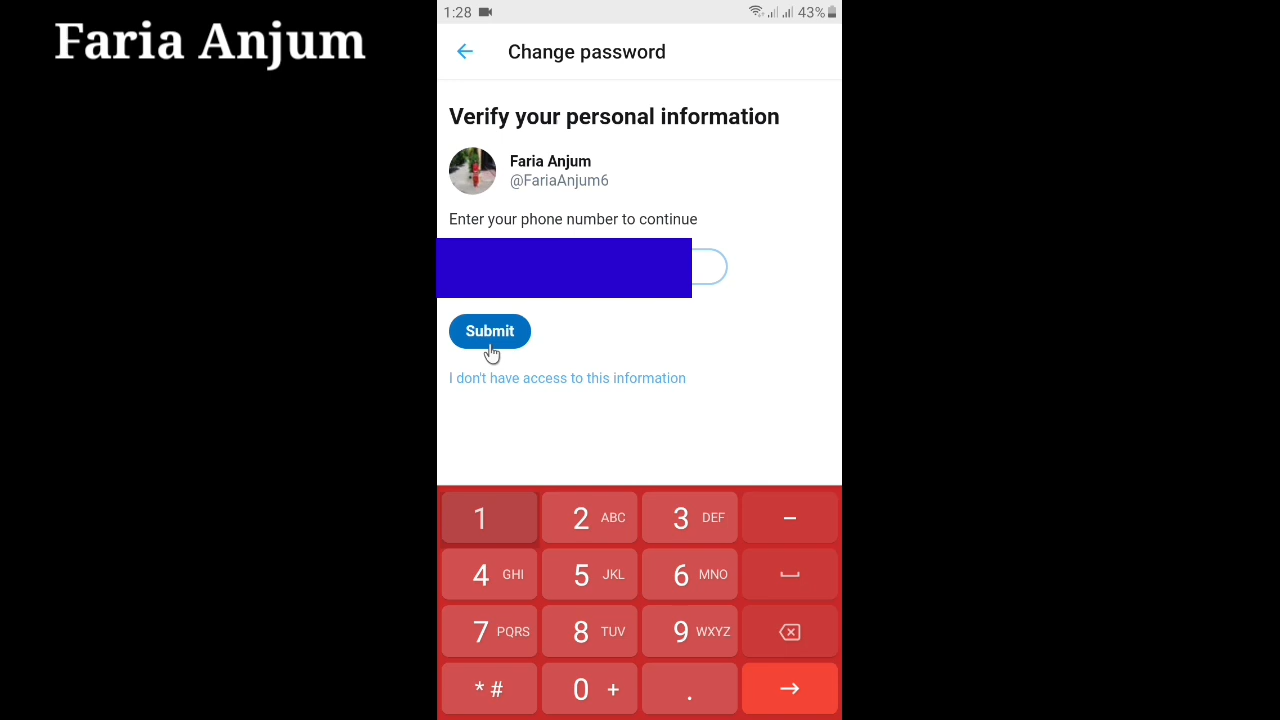 Faria Anjum
1:28 43%
Change password
Verify your personal information
Faria Anjum
@FariaAnjum6
Enter your phone number to continue
Submit
I don't have access to this information
1 2 ABC 3 DEF -
4 GHI 5 JKL 6 MNO
7 PQRS 8 TUV 9 WXYZ
* # 0 + .